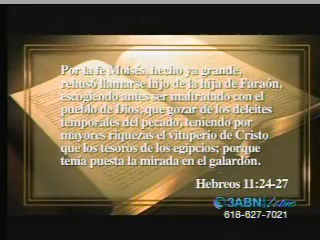 Por la fe Moisés, hecho ya grande,
rehusó llamarse hijo de la hija de Faraón,
escogiendo antes ser maltratado con el
pueblo de Dios, que gozar de los deleites
temporales del pecado, teniendo por
mayores riquezas el vituperio de Cristo
que los tesoros de los egipcios; porque
tenía puesta la mirada en el galardón.
Hebreos 11:24-27
3ABN Latino
618-627-7021